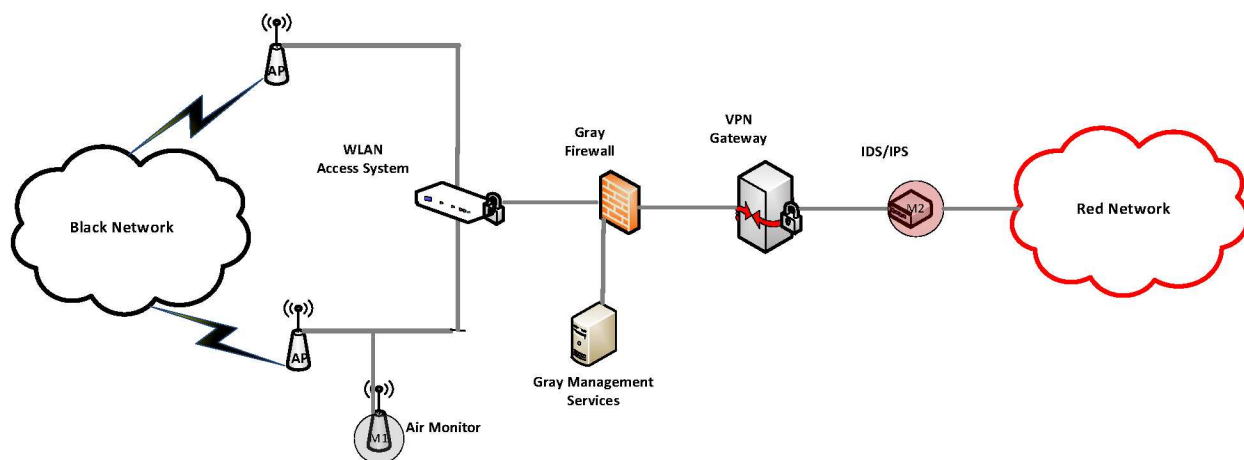 AP
WLAN
Access System
Gray
Firewall
VPN
Gateway
IDS/IPS
M2
Black Network
Red Network
AP
Gray Management
Services
Air Monitor
M1